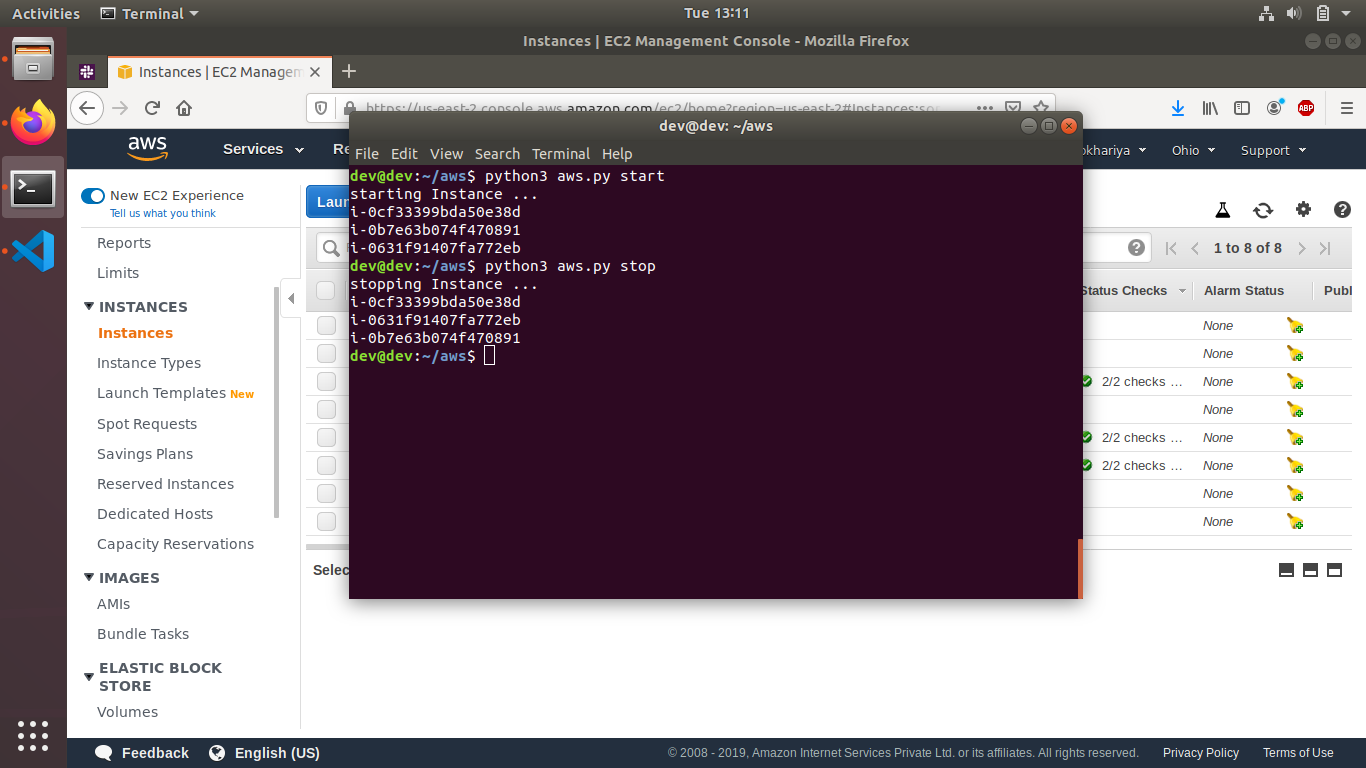 Activities Terminal Tue 13:11
Instances | EC2 Management Console - Mozilla Firefox
Instances | EC2 Managem
https://us-east-2.console.aws.amazon.com/ec2/home?region=us-east-2#Instances:so
ABP
dev@dev: ~/aws
File Edit View Search Terminal Help
dev@dev:~/aws$ python3 aws.py start
starting Instance ...
i-0cf33399bda50e38d
i-0b7e63b074f470891
i-0631f91407fa772eb
dev@dev:~/aws$ python3 aws.py stop
stopping Instance ...
i-0cf33399bda50e38d
i-0631f91407fa772eb
i-0b7e63b074f470891
dev@dev:~/aws$
aws Services Re
okhariya Ohio Support
New EC2 Experience
Tell us what you think
Reports
Limits
INSTANCES
Instances
Instance Types
Launch Templates New
Spot Requests
Savings Plans
Reserved Instances
Dedicated Hosts
Capacity Reservations
IMAGES
AMIs
Bundle Tasks
ELASTIC BLOCK
STORE
Volumes
Laun
1 to 8 of 8
Status Checks Alarm Status Publ
None
None
2/2 checks ... None
None
2/2 checks ... None
2/2 checks ... None
None
None
Selec
Feedback English (US) © 2008 - 2019, Amazon Internet Services Private Ltd. or its affiliates. All rights reserved. Privacy Policy Terms of Use